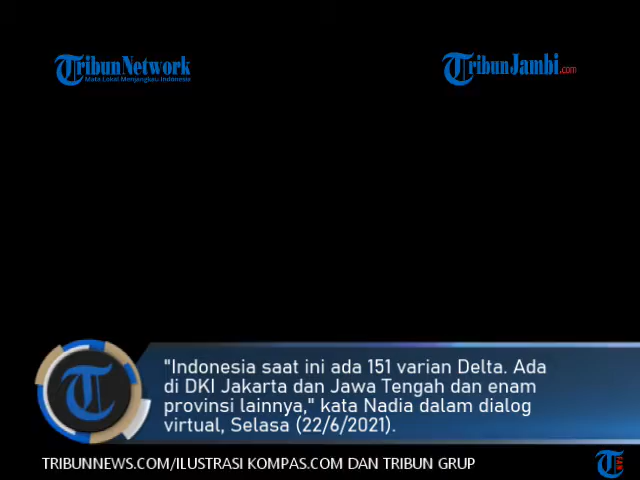 TribunNetwork
Mata Lokal Menjangkau Indonesia
TribunJambi.com
"Indonesia saat ini ada 151 varian Delta. Ada
di DKI Jakarta dan Jawa Tengah dan enam
provinsi lainnya," kata Nadia dalam dialog
virtual, Selasa (22/6/2021).
T
TRIBUNNEWS.COM/ILUSTRASI KOMPAS.COM DAN TRIBUN GRUP